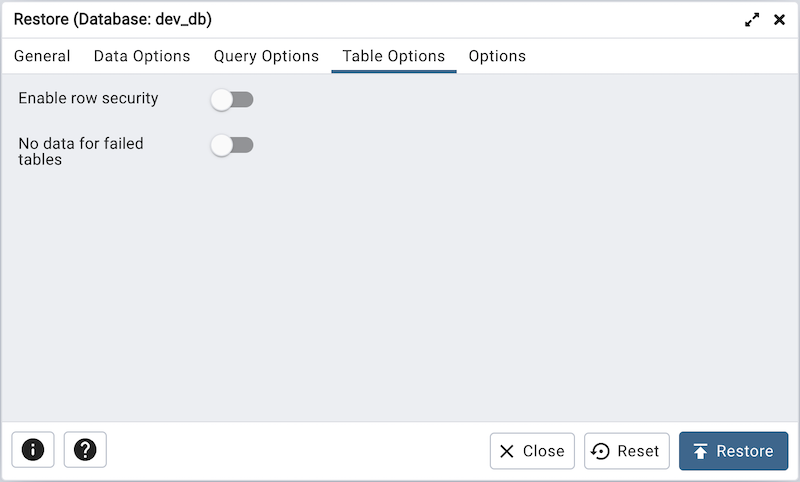 Restore (Database: dev_db)
General Data Options Query Options Table Options Options
Enable row security
No data for failed
tables
Close Reset Restore